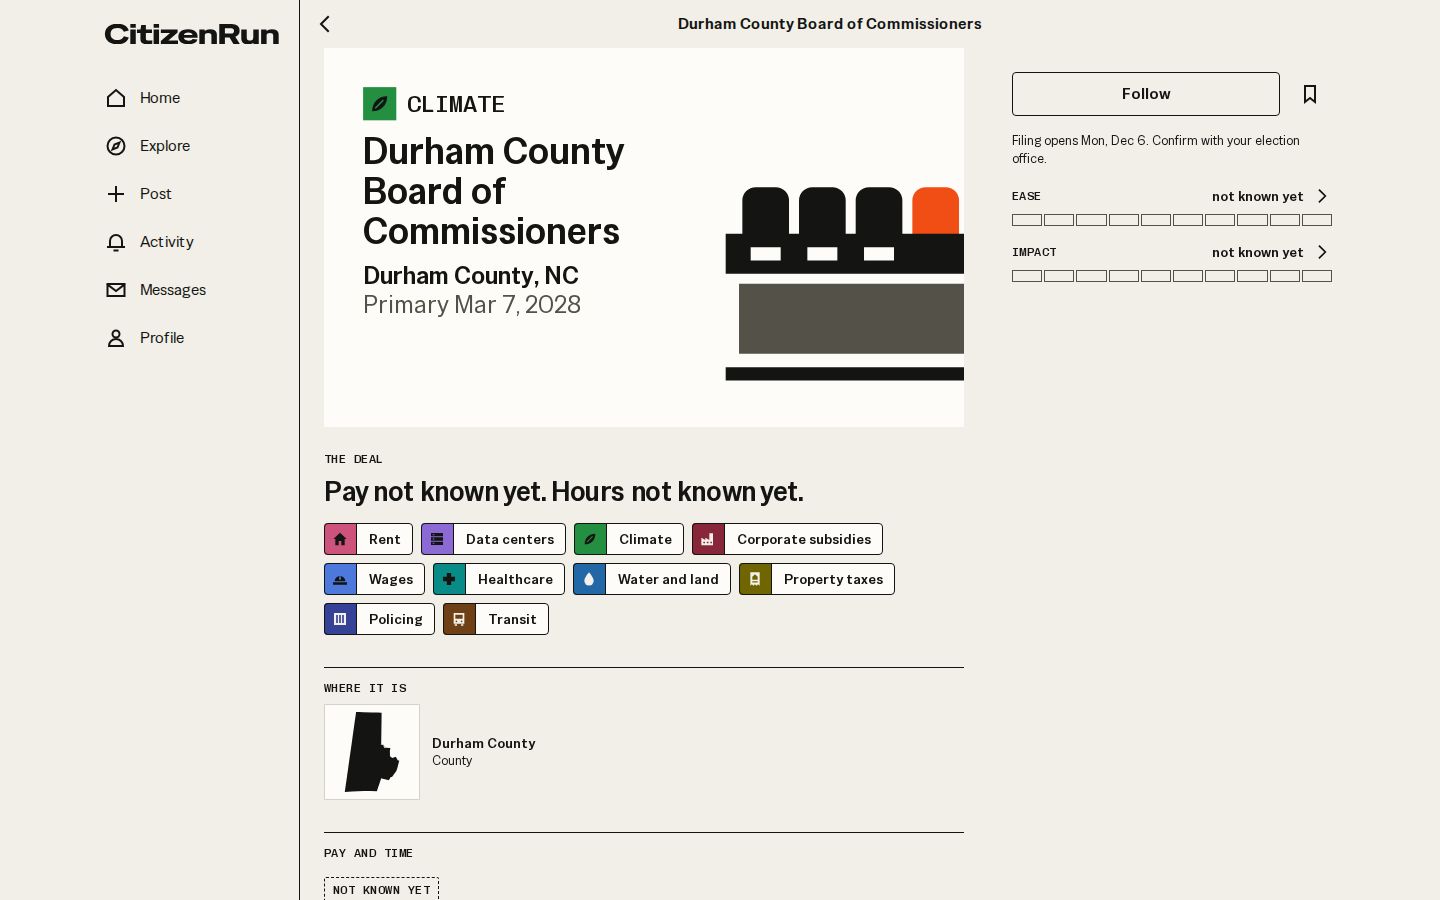 CitizenRun
Home
Explore
Post
Activity
Messages
Profile
Durham County Board of Commissioners
CLIMATE
Durham County
Board of
Commissioners
Durham County, NC
Primary Mar 7, 2028
Follow
Filing opens Mon, Dec 6. Confirm with your election
office.
EASE
not known yet
IMPACT
not known yet
THE DEAL
Pay not known yet. Hours not known yet.
Rent
Data centers
Climate
Corporate subsidies
Wages
Healthcare
Water and land
Property taxes
Policing
Transit
WHERE IT IS
Durham County
County
PAY AND TIME
NOT KNOWN YET